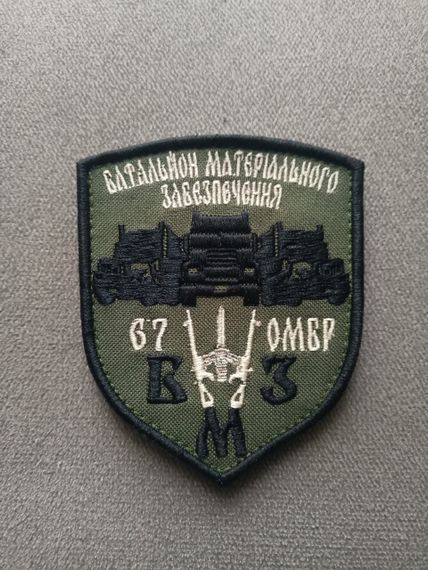 БАТАЛЬЙОН МАТЕРІАЛЬНОГО
ЗАБЕЗПЕЧЕННЯ
67 ОМБР
Б З
М